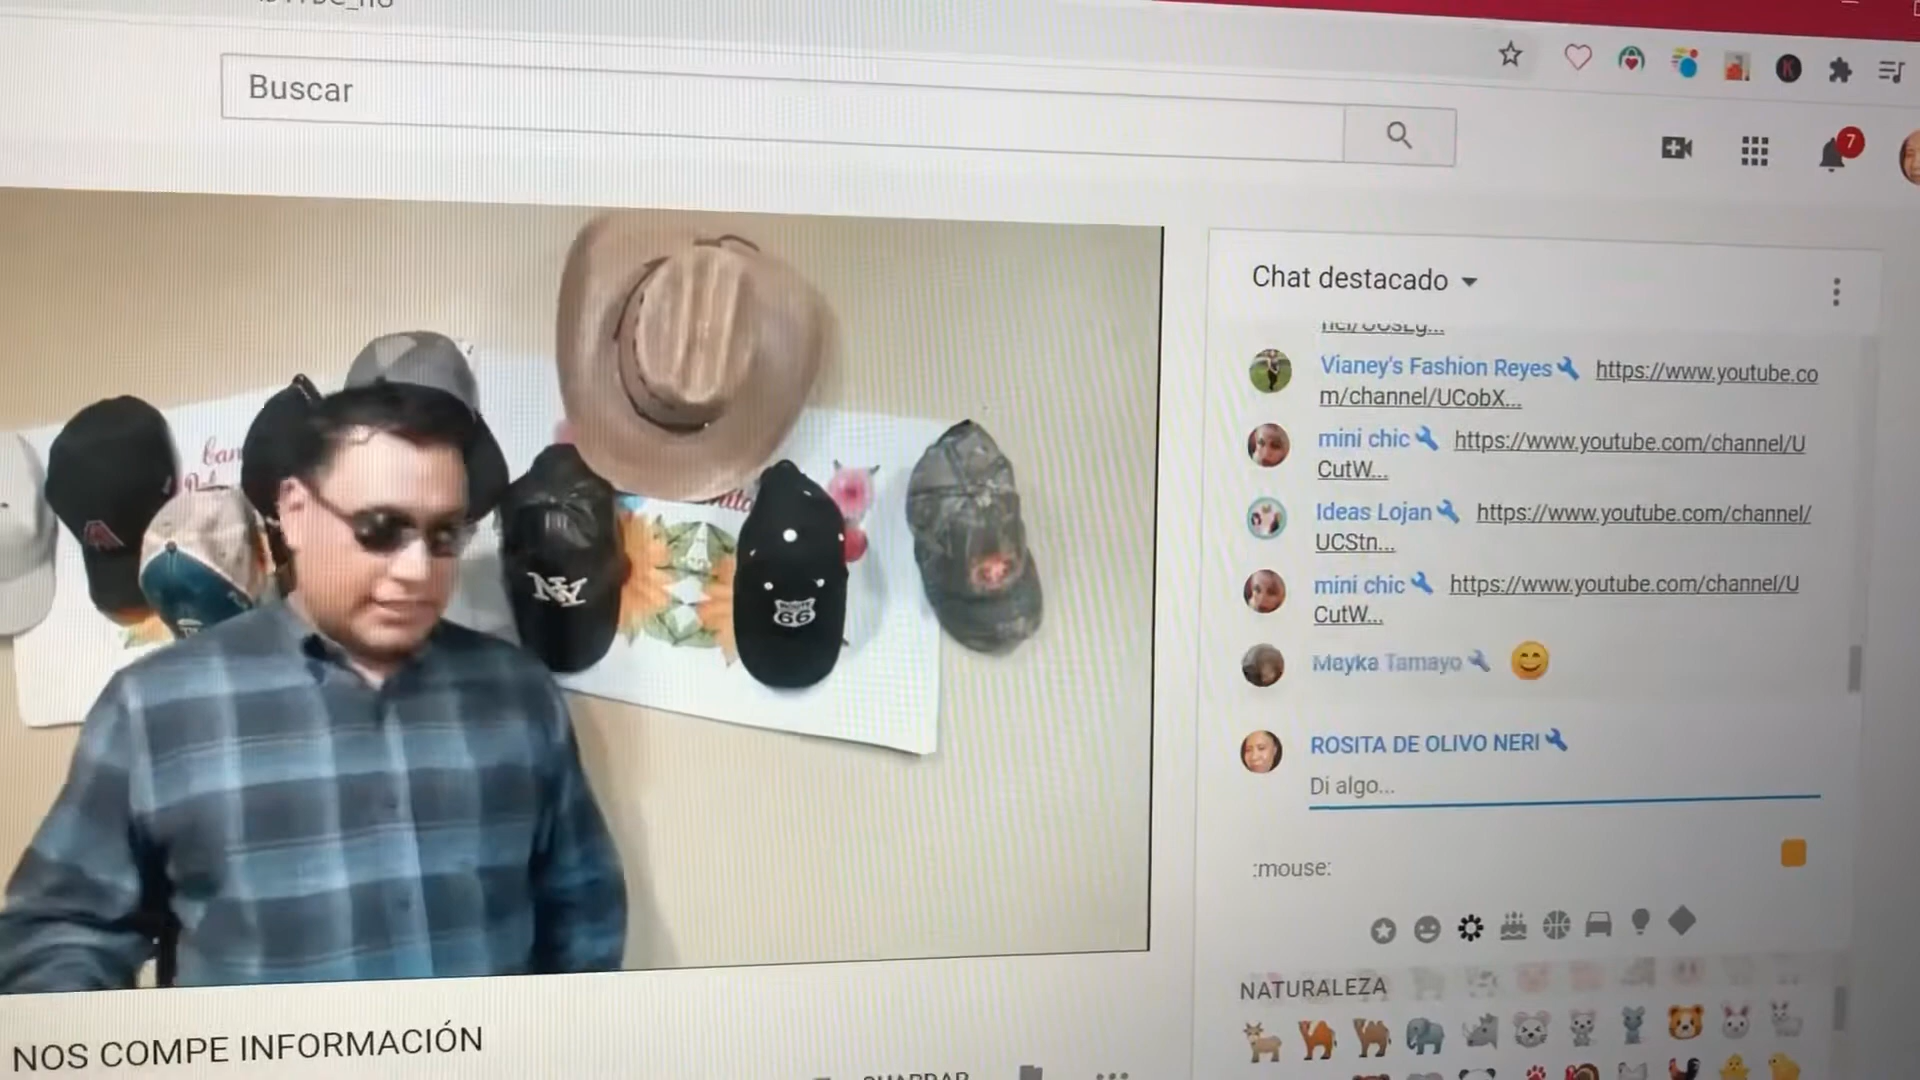 Buscar
7
K
Chat destacado
Vianey's Fashion Reyes https://www.youtube.co
m/channel/UCobX...
mini chic https://www.youtube.com/channel/U
CutW...
Ideas Lojan https://www.youtube.com/channel/
UCStn...
mini chic https://www.youtube.com/channel/U
CutW...
Mayka Tamayo
ROSITA DE OLIVO NERI
Di algo...
:mouse:
NATURALEZA
NY
ROUTE
66
A
NOS COMPE INFORMACIÓN